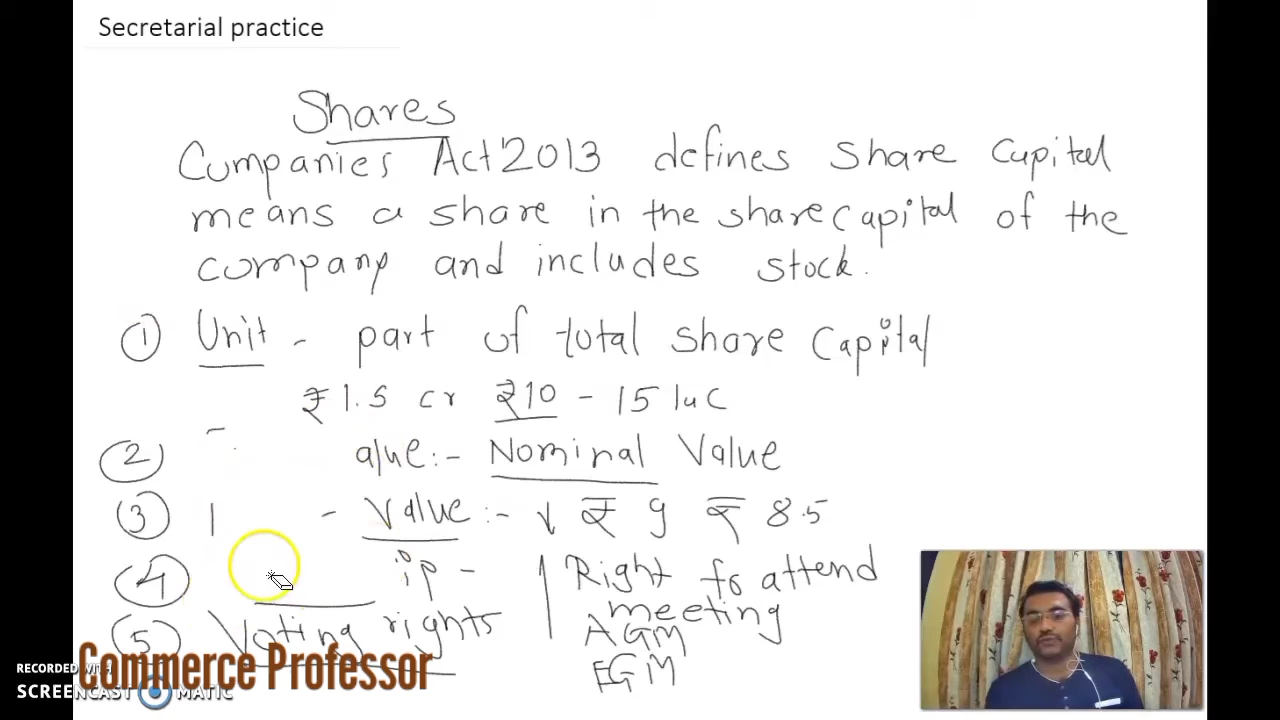 Secretarial practice
Shares
Companies Act'2013 defines share capital
means a share in the share capital of the
company and includes stock.
① Unit - part of total share capital
₹1.5 cr ₹10 - 15 lac
② - alue:- Nominal Value
③ - Value:- ↓ ₹ 9 ₹ 8.5
④ ip - Right to attend
meeting
⑤ Voting rights AGM
EGM
RECORDED WITH
SCREENCAST MATIC
Commerce Professor